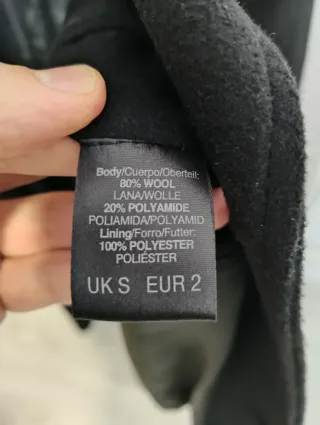 Body/Cuerpo/Oberteil:
80% WOOL
LANA/WOLLE
20% POLYAMIDE
POLIAMIDA/POLYAMID
Lining/Forro/Futter:
100% POLYESTER
POLIÉSTER
UK S EUR 2